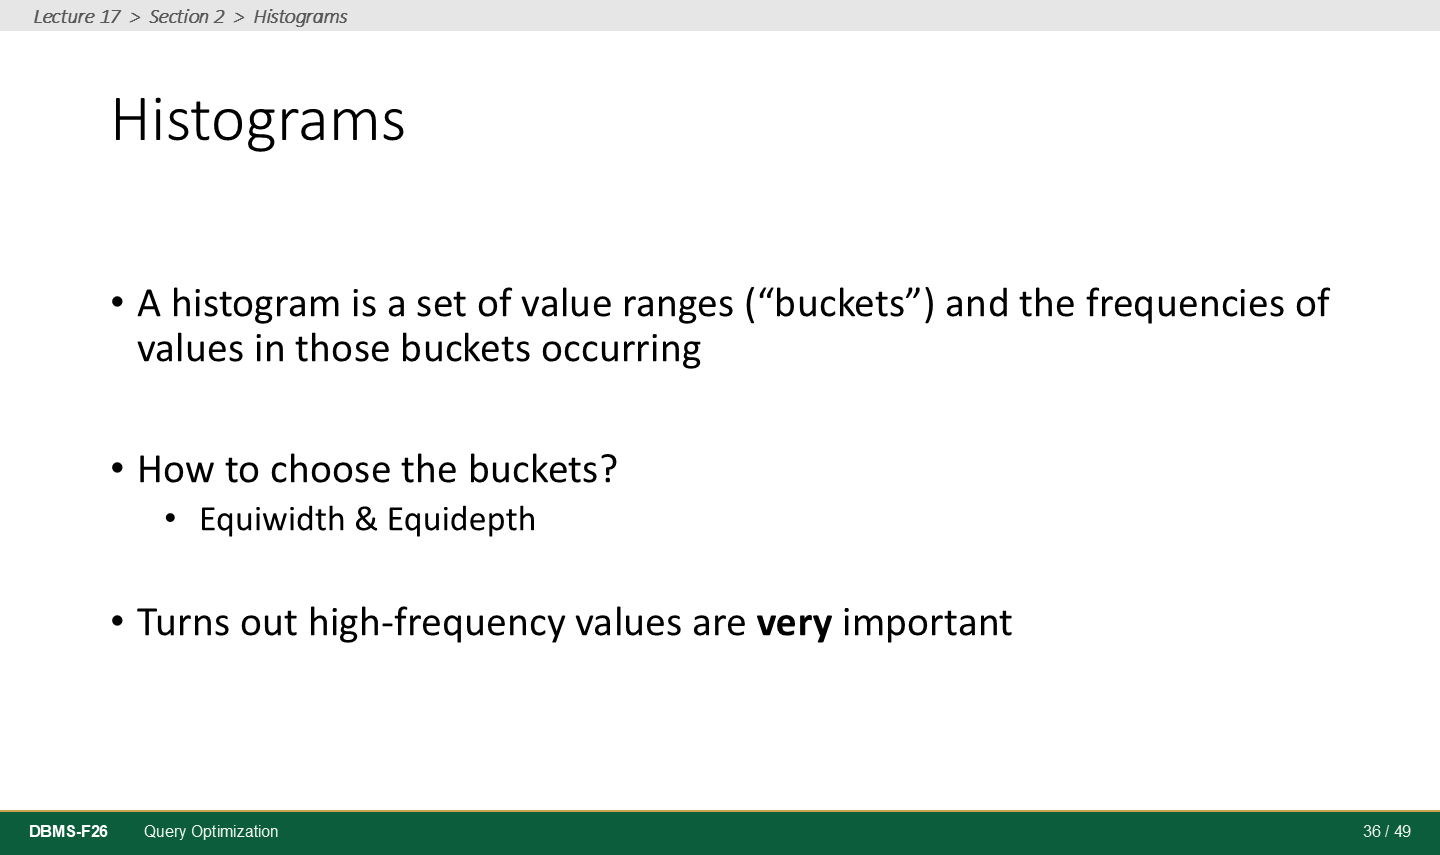 Lecture 17 > Section 2 > Histograms
Histograms
• A histogram is a set of value ranges (“buckets”) and the frequencies of
values in those buckets occurring
• How to choose the buckets?
• Equiwidth & Equidepth
• Turns out high-frequency values are very important
DBMS-F26 Query Optimization 36 / 49